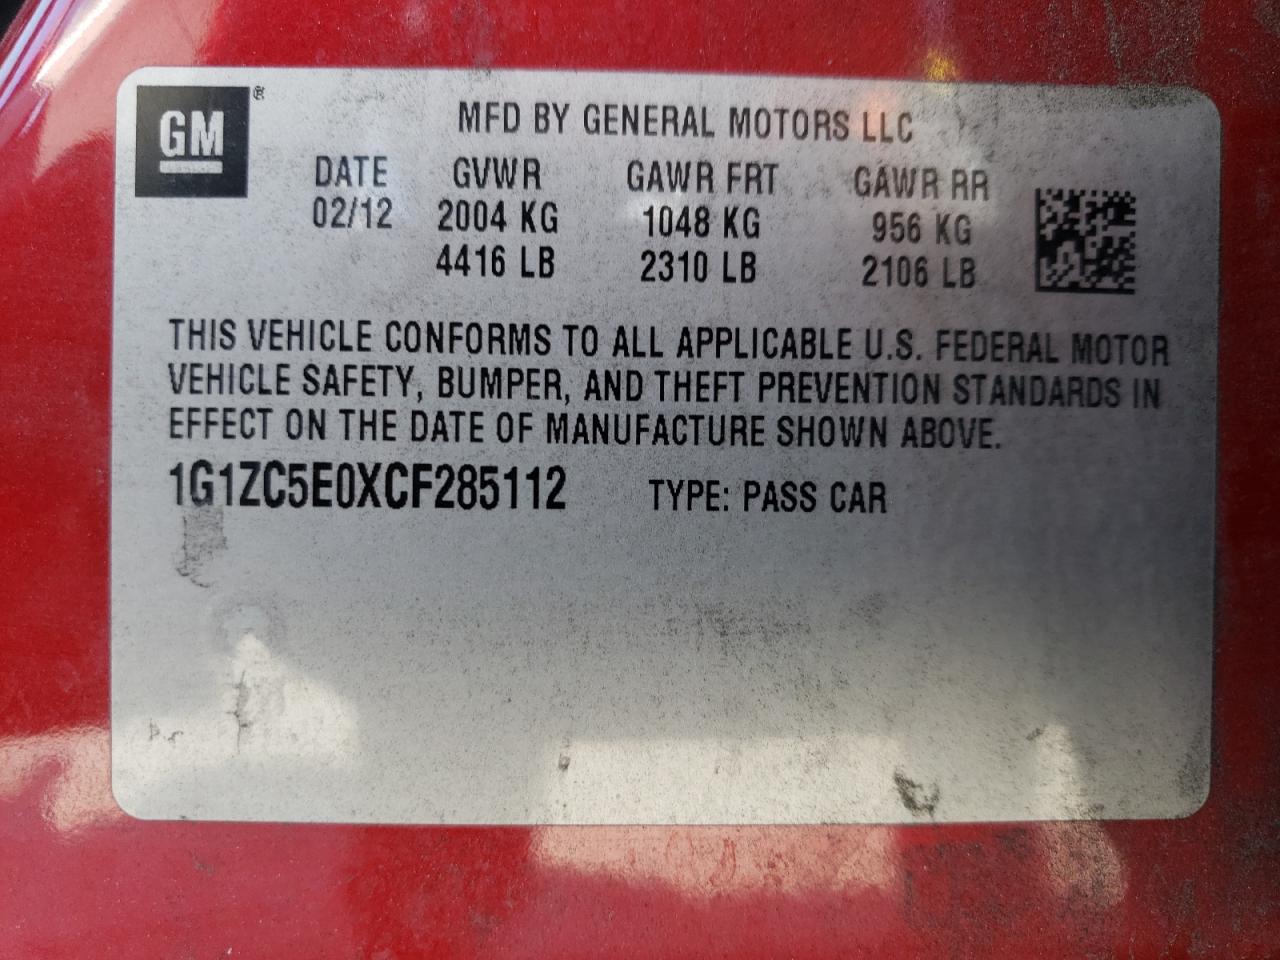 GM®
MFD BY GENERAL MOTORS LLC
DATE GVWR GAWR FRT GAWR RR
02/12 2004 KG 1048 KG 956 KG
4416 LB 2310 LB 2106 LB
THIS VEHICLE CONFORMS TO ALL APPLICABLE U.S. FEDERAL MOTOR
VEHICLE SAFETY, BUMPER, AND THEFT PREVENTION STANDARDS IN
EFFECT ON THE DATE OF MANUFACTURE SHOWN ABOVE.
1G1ZC5E0XCF285112 TYPE: PASS CAR